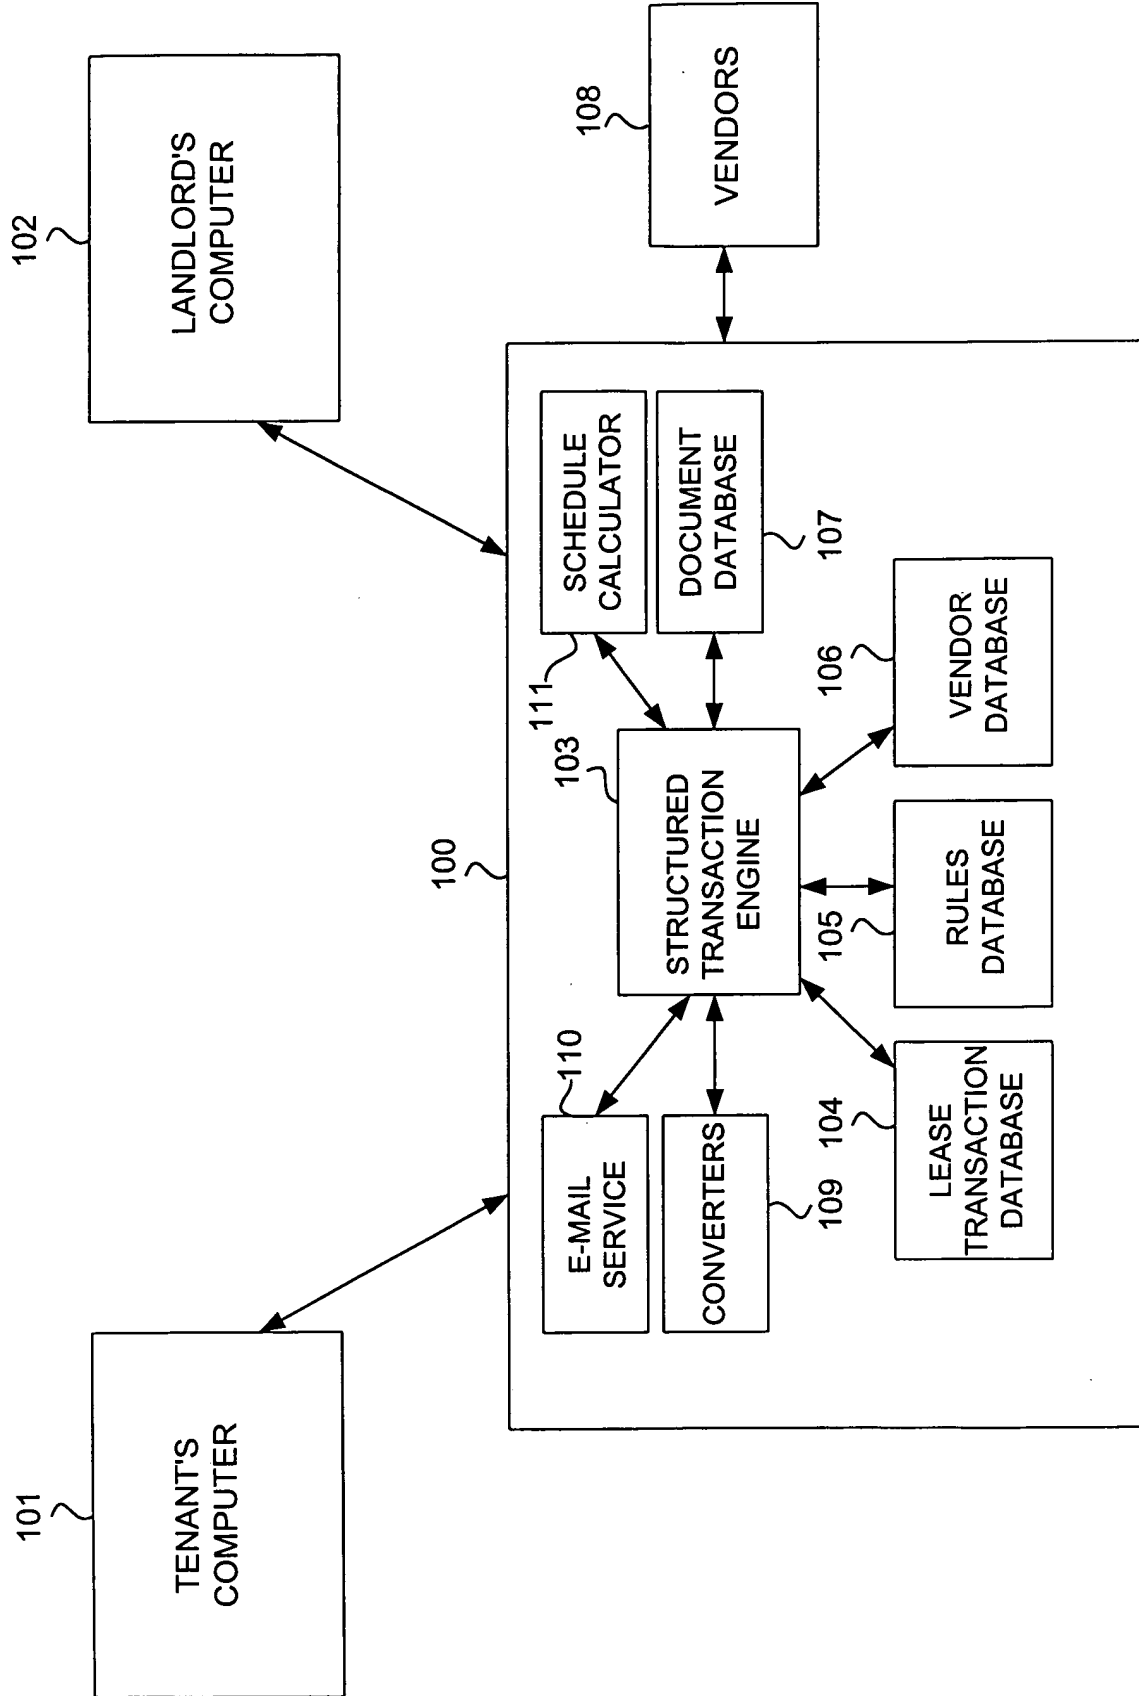 101
TENANT'S
COMPUTER
102
LANDLORD'S
COMPUTER
100
110
E-MAIL
SERVICE
111
SCHEDULE
CALCULATOR
103
STRUCTURED
TRANSACTION
ENGINE
CONVERTERS
109
DOCUMENT
DATABASE
107
108
VENDORS
104
LEASE
TRANSACTION
DATABASE
105
RULES
DATABASE
106
VENDOR
DATABASE